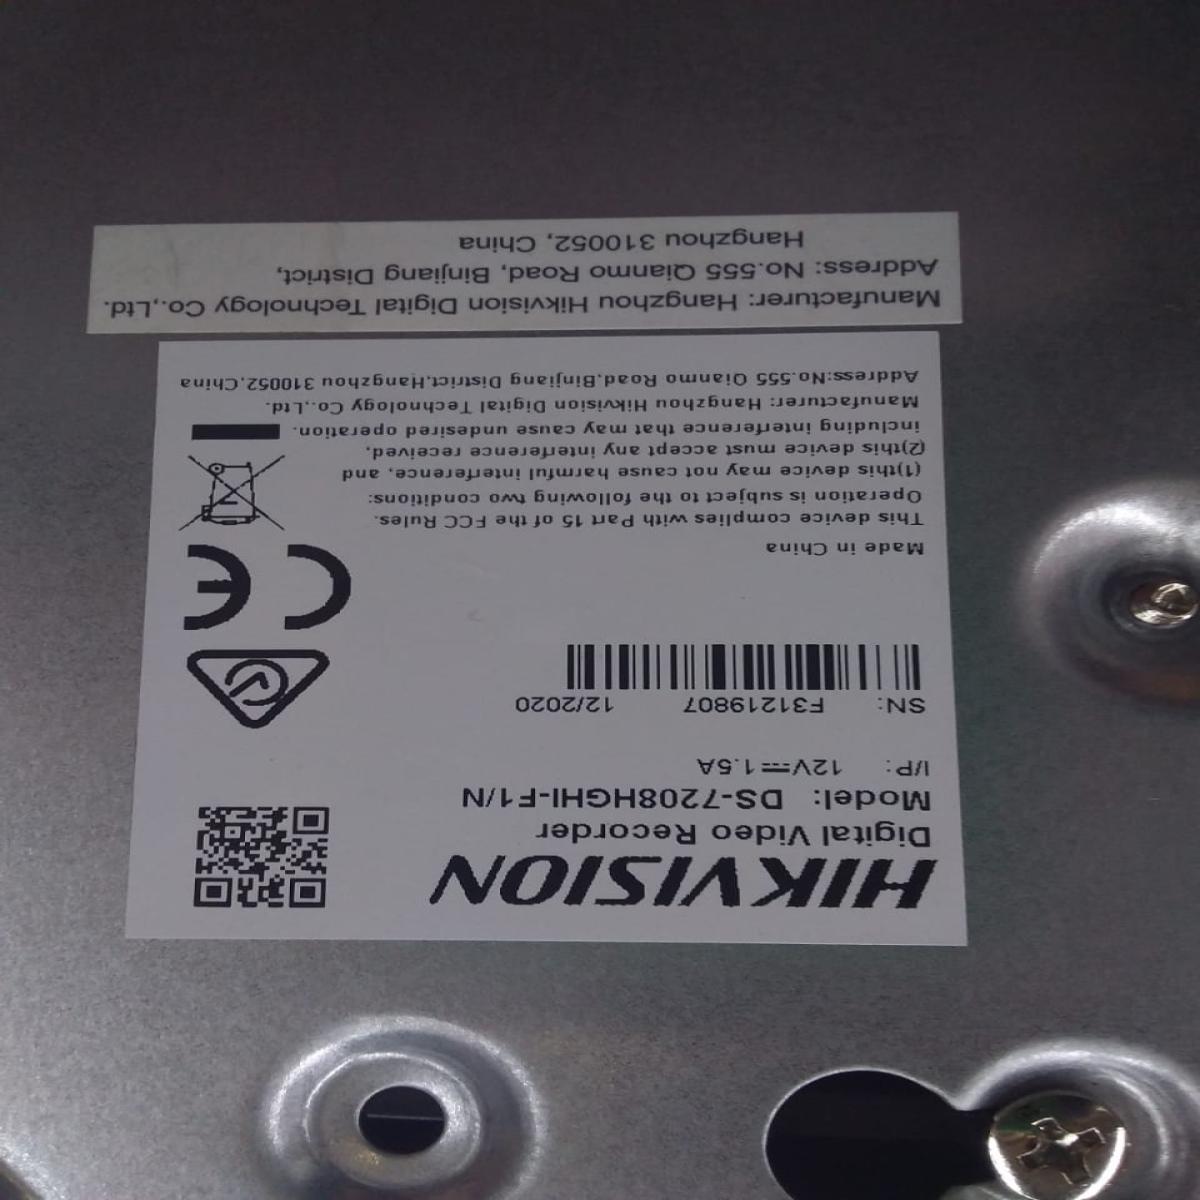 HIKVISION
Digital Video Recorder
Model: DS-7208HGHI-F1/N
I/P: 12V⎓1.5A
SN: F31219807 12/2020
Made in China
This device complies with Part 15 of the FCC Rules.
Operation is subject to the following two conditions:
(1)this device may not cause harmful interference, and
(2)this device must accept any interference received,
including interference that may cause undesired operation.
Manufacturer: Hangzhou Hikvision Digital Technology Co.,Ltd.
Address:No.555 Qianmo Road,Binjiang District,Hangzhou 310052,China
CE
Manufacturer: Hangzhou Hikvision Digital Technology Co.,Ltd.
Address: No.555 Qianmo Road, Binjiang District,
Hangzhou 310052, China